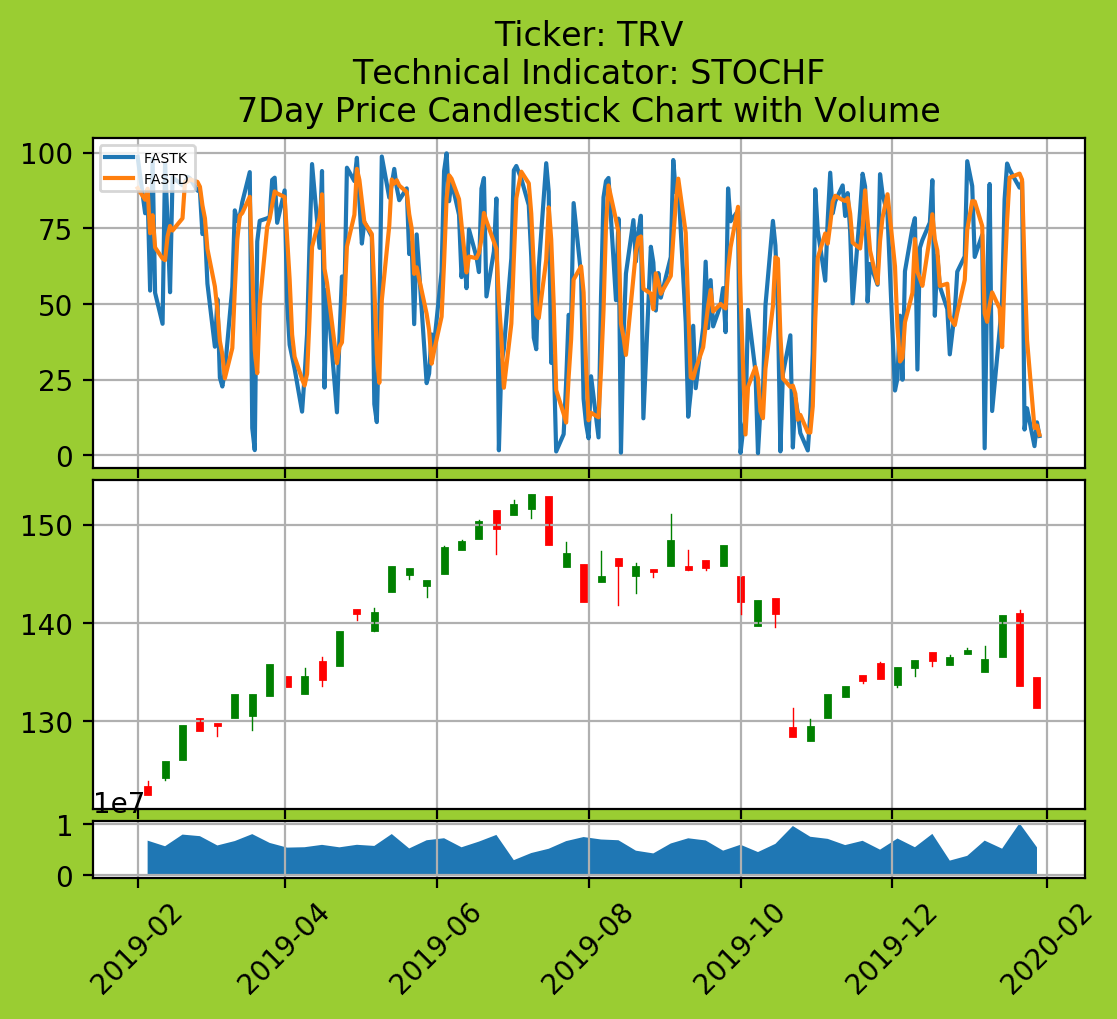 Ticker: TRV
Technical Indicator: STOCHF
7Day Price Candlestick Chart with Volume
100
75
50
25
0
FASTK
FASTD
150
140
130
1e7
1
0
2019-02
2019-04
2019-06
2019-08
2019-10
2019-12
2020-02